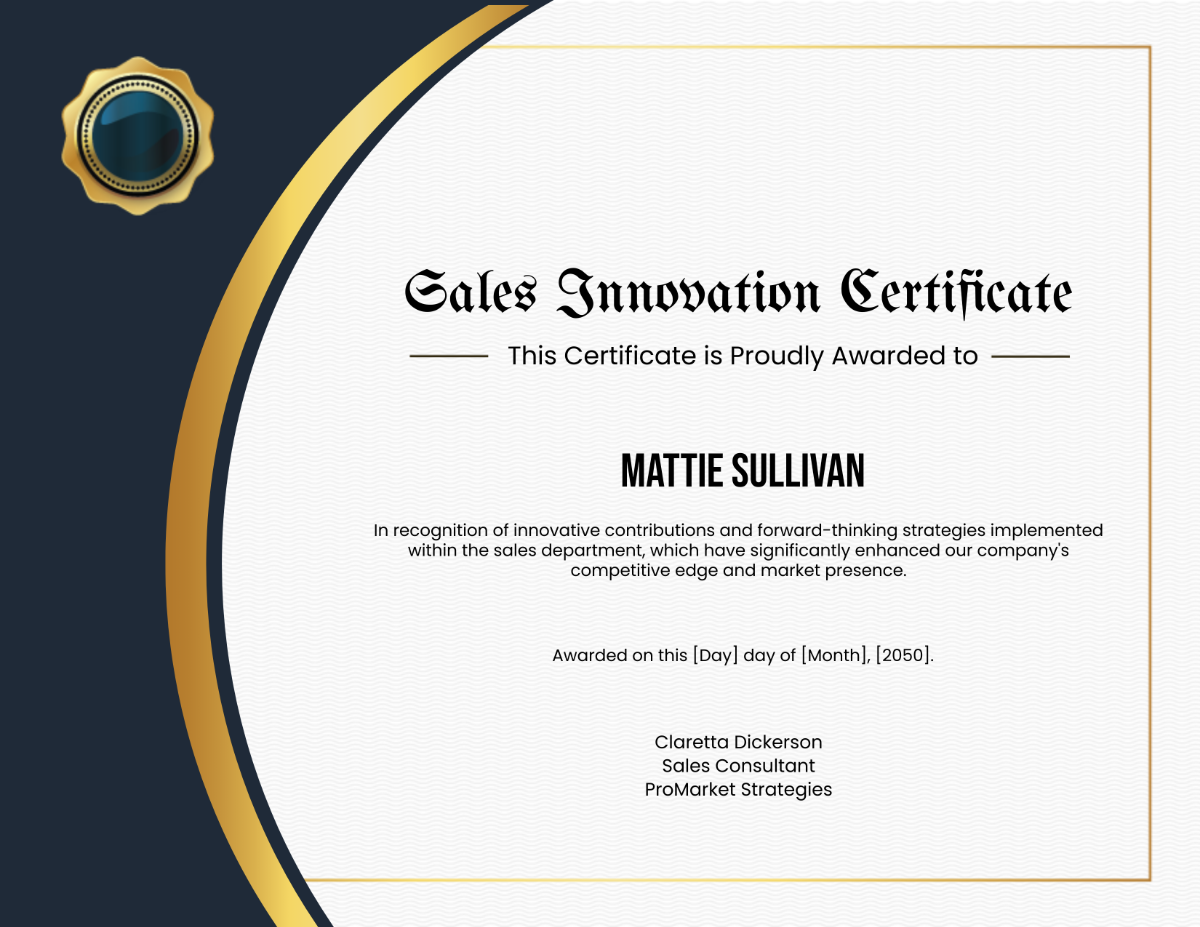 Sales Innovation Certificate
This Certificate is Proudly Awarded to
MATTIE SULLIVAN
In recognition of innovative contributions and forward-thinking strategies implemented
within the sales department, which have significantly enhanced our company's
competitive edge and market presence.
Awarded on this [Day] day of [Month], [2050].
Claretta Dickerson
Sales Consultant
ProMarket Strategies